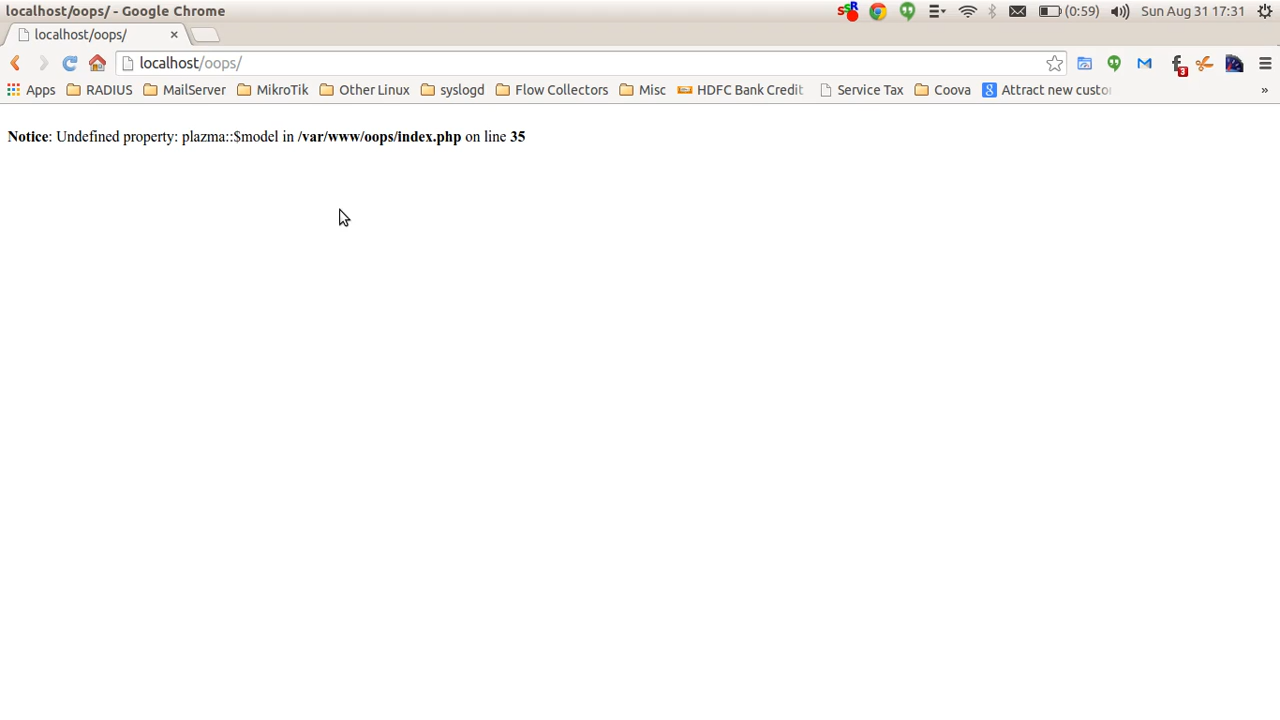 localhost/oops/ - Google Chrome
SSR
(0:59)
Sun Aug 31 17:31
localhost/oops/
localhost/oops/
3
Apps RADIUS MailServer MikroTik Other Linux syslogd Flow Collectors Misc HDFC Bank Credit Service Tax Coova Attract new custo »
Notice: Undefined property: plazma::$model in /var/www/oops/index.php on line 35